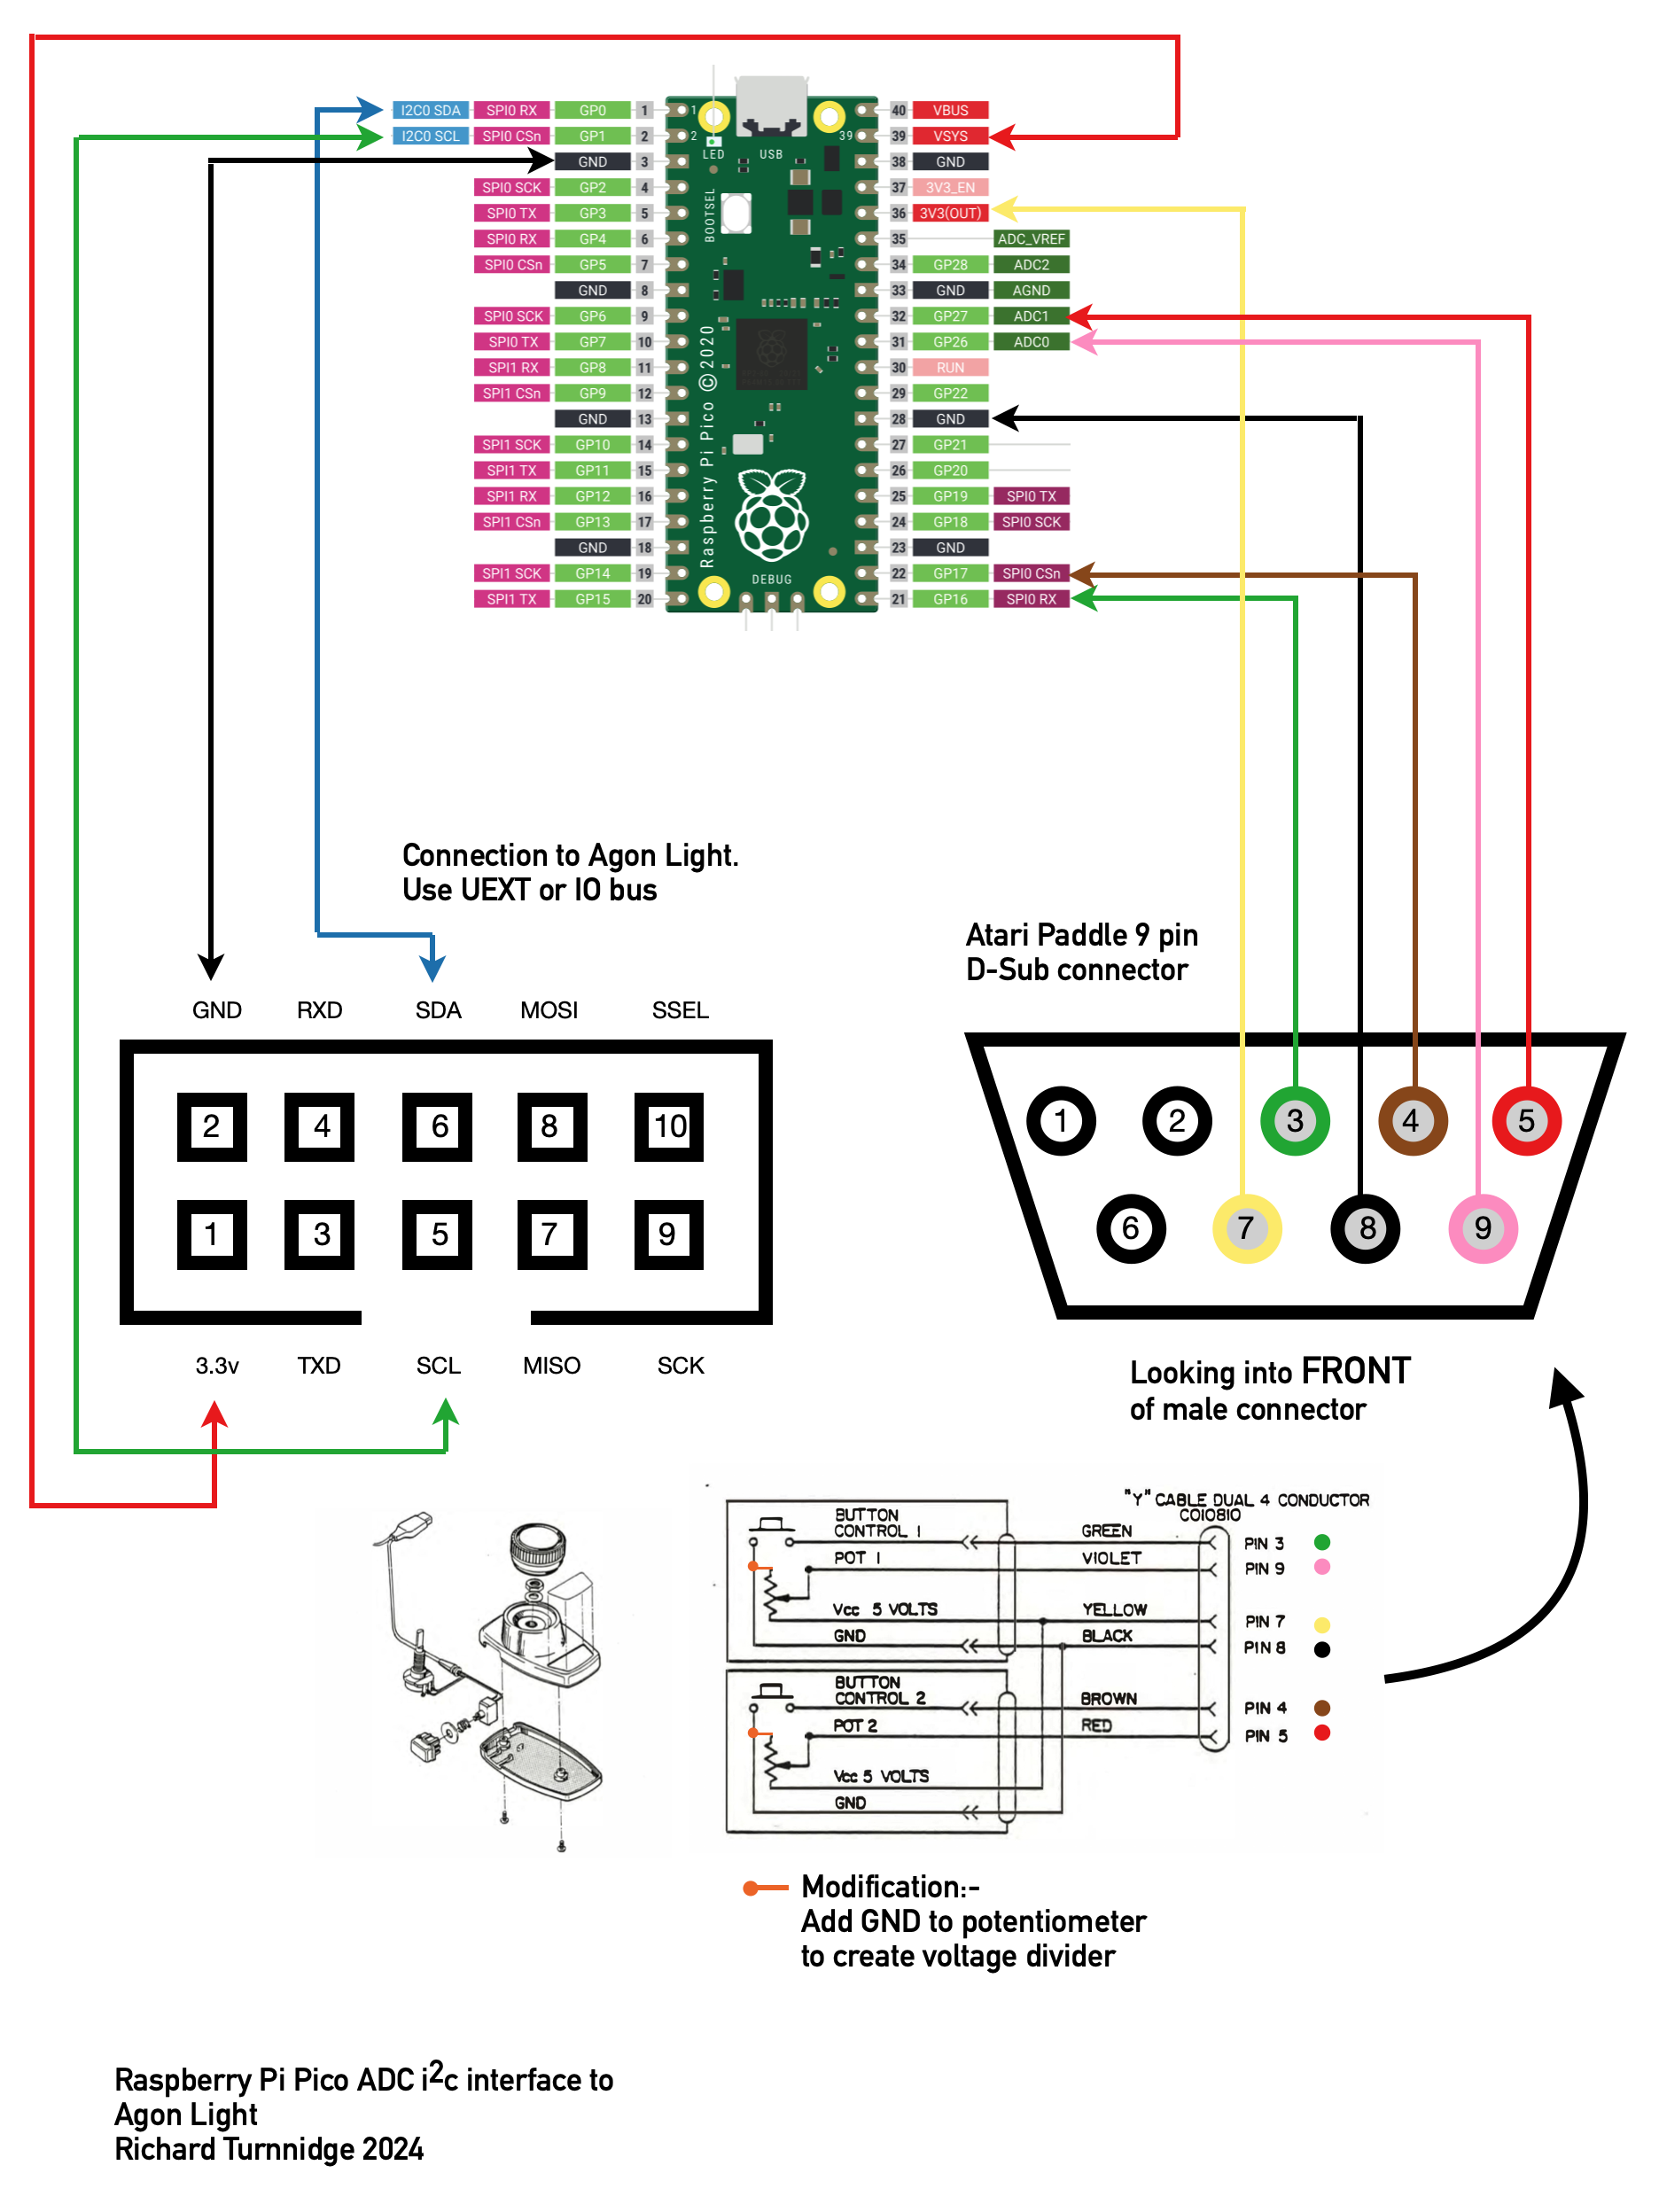 I2C0 SDA SPI0 RX GP0 1
I2C0 SCL SPI0 CSn GP1 2
GND 3
SPI0 SCK GP2 4
SPI0 TX GP3 5
SPI0 RX GP4 6
SPI0 CSn GP5 7
GND 8
SPI0 SCK GP6 9
SPI0 TX GP7 10
SPI1 RX GP8 11
SPI1 CSn GP9 12
GND 13
SPI1 SCK GP10 14
SPI1 TX GP11 15
SPI1 RX GP12 16
SPI1 CSn GP13 17
GND 18
SPI1 SCK GP14 19
SPI1 TX GP15 20
1
2
39
LED
USB
BOOTSEL
Raspberry Pi Pico ©2020
DEBUG
40 VBUS
39 VSYS
38 GND
37 3V3_EN
36 3V3(OUT)
35 ADC_VREF
34 GP28 ADC2
33 GND AGND
32 GP27 ADC1
31 GP26 ADC0
30 RUN
29 GP22
28 GND
27 GP21
26 GP20
25 GP19 SPI0 TX
24 GP18 SPI0 SCK
23 GND
22 GP17 SPI0 CSn
21 GP16 SPI0 RX
Connection to Agon Light.
Use UEXT or IO bus
GND RXD SDA MOSI SSEL
2 4 6 8 10
1 3 5 7 9
3.3v TXD SCL MISO SCK
Atari Paddle 9 pin
D-Sub connector
1 2 3 4 5
6 7 8 9
Looking into FRONT
of male connector
"Y" CABLE DUAL 4 CONDUCTOR
CO10810
BUTTON
CONTROL 1 GREEN PIN 3
POT 1 VIOLET PIN 9
Vcc 5 VOLTS YELLOW PIN 7
GND BLACK PIN 8
BUTTON
CONTROL 2 BROWN PIN 4
POT 2 RED PIN 5
Vcc 5 VOLTS
GND
Modification:-
Add GND to potentiometer
to create voltage divider
Raspberry Pi Pico ADC i2c interface to
Agon Light
Richard Turnnidge 2024